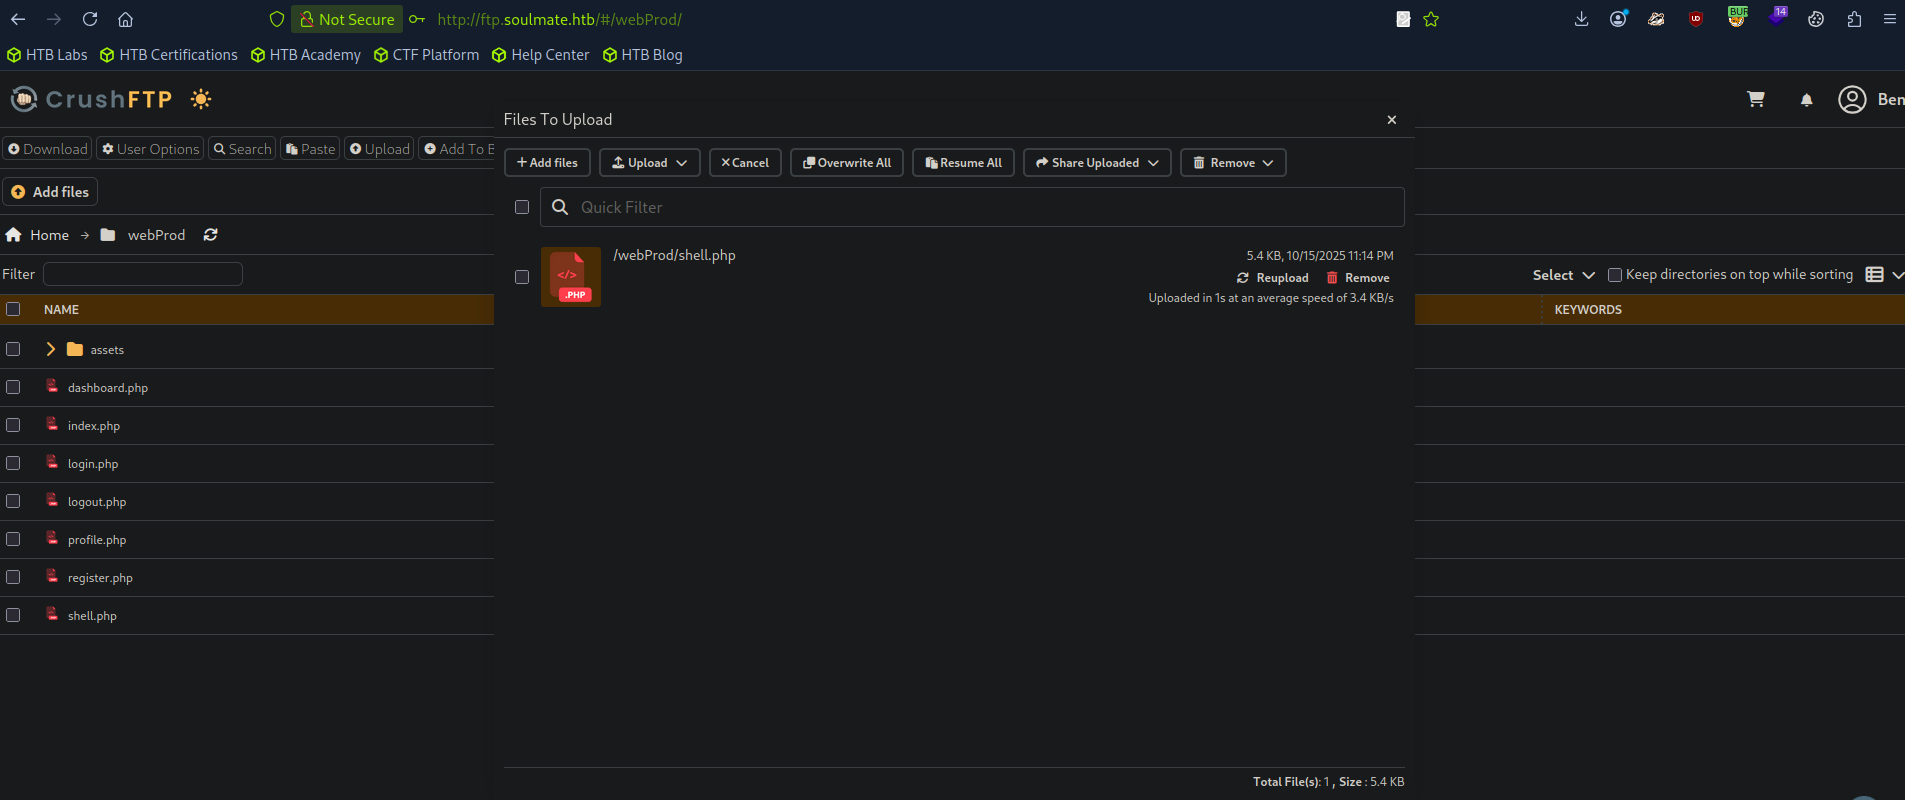 Not Secure http://ftp.soulmate.htb/#/webProd/ BUR 14
HTB Labs HTB Certifications HTB Academy CTF Platform Help Center HTB Blog
CrushFTP Ben
Download User Options Search Paste Upload Add To B
Add files
Home → webProd
Filter
NAME
assets
dashboard.php
index.php
login.php
logout.php
profile.php
register.php
shell.php
Files To Upload
Add files Upload Cancel Overwrite All Resume All Share Uploaded Remove
Quick Filter
/webProd/shell.php 5.4 KB, 10/15/2025 11:14 PM
.PHP Reupload Remove
Uploaded in 1s at an average speed of 3.4 KB/s
Total File(s): 1 , Size : 5.4 KB
Select Keep directories on top while sorting
KEYWORDS